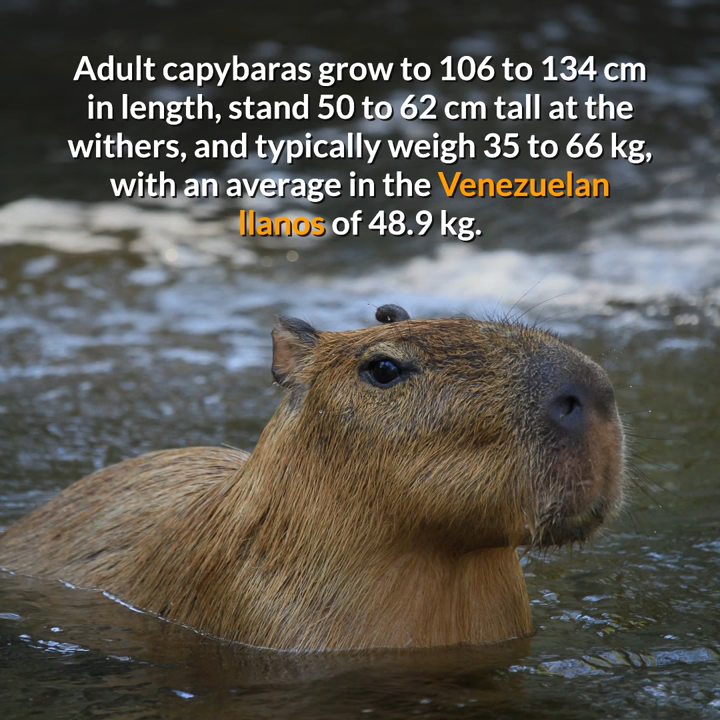 Adult capybaras grow to 106 to 134 cm
in length, stand 50 to 62 cm tall at the
withers, and typically weigh 35 to 66 kg,
with an average in the Venezuelan
llanos of 48.9 kg.